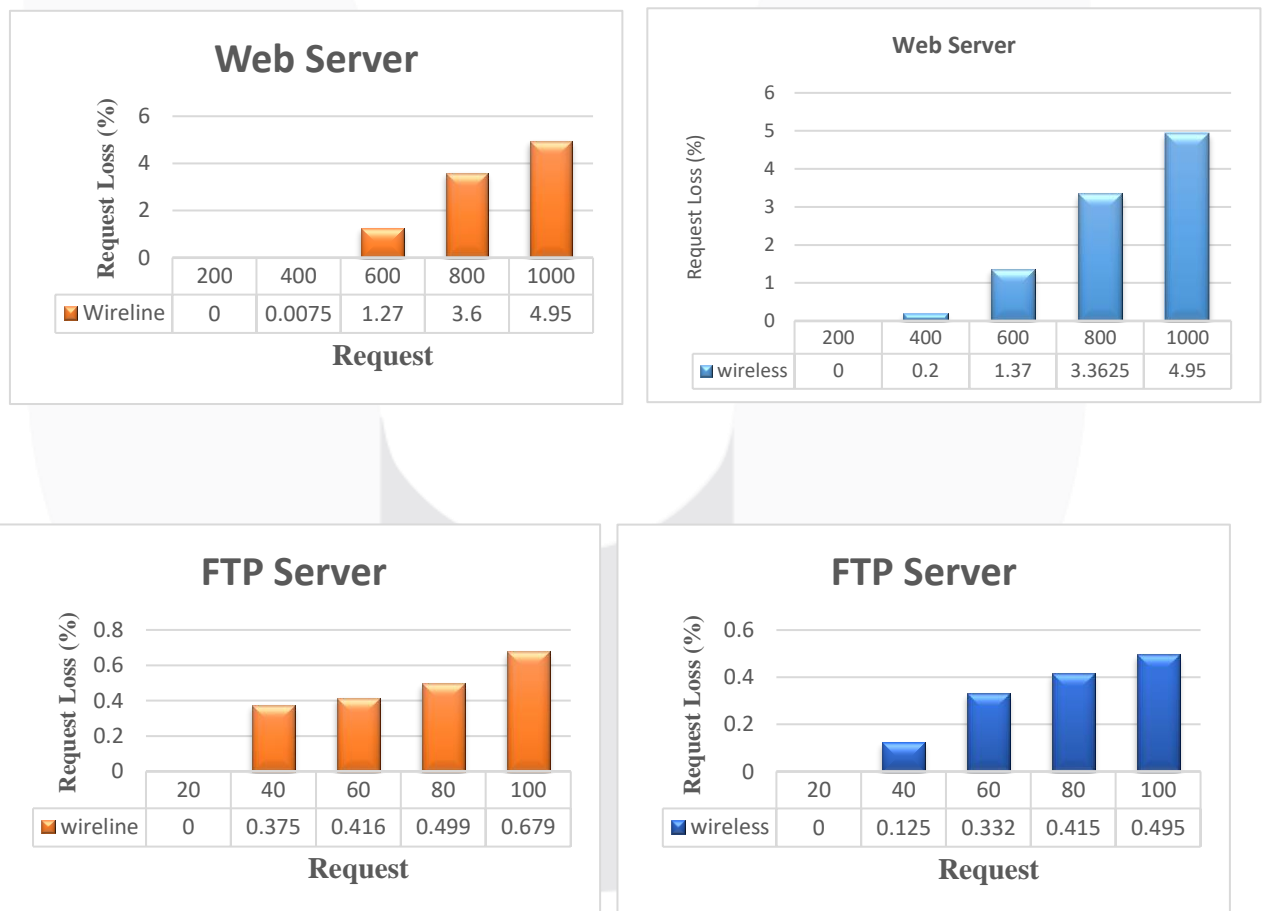 Web Server
Request Loss (%)
6
4
2
0
200 400 600 800 1000
Wireline 0 0.0075 1.27 3.6 4.95
Request
Web Server
Request Loss (%)
6
5
4
3
2
1
0
200 400 600 800 1000
wireless 0 0.2 1.37 3.3625 4.95
FTP Server
Request Loss (%)
0.8
0.6
0.4
0.2
0
20 40 60 80 100
wireline 0 0.375 0.416 0.499 0.679
Request
FTP Server
Request Loss (%)
0.6
0.4
0.2
0
20 40 60 80 100
wireless 0 0.125 0.332 0.415 0.495
Request